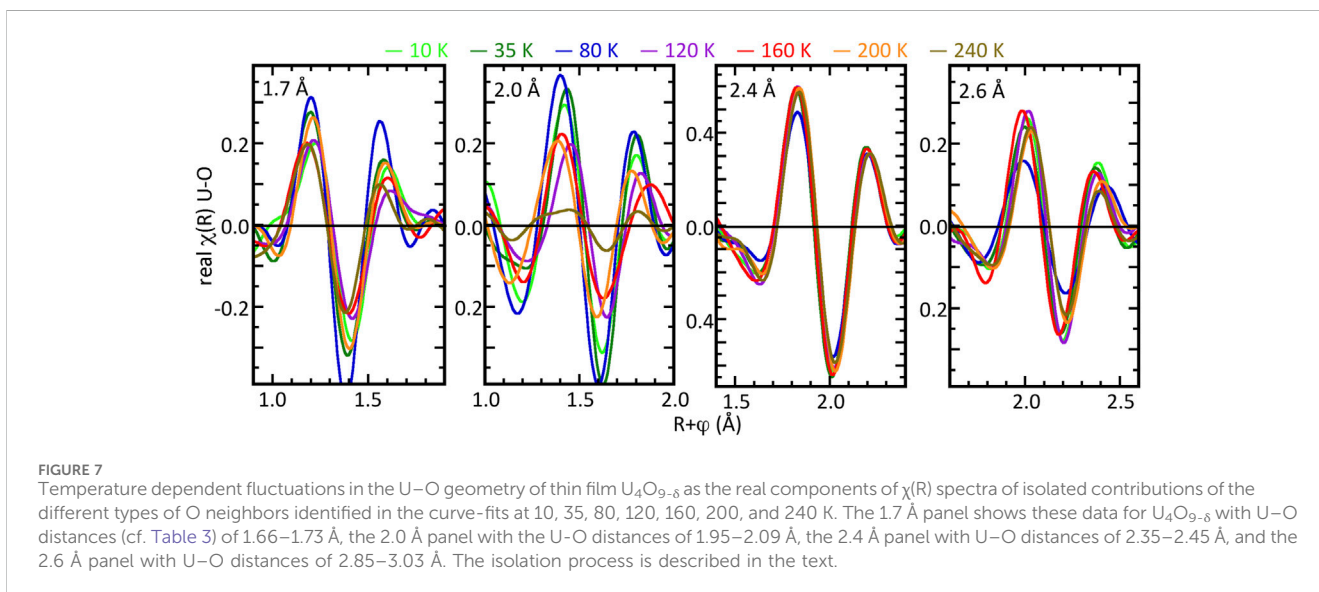 — 10 K — 35 K — 80 K — 120 K — 160 K — 200 K — 240 K
1.7 Å 2.0 Å 2.4 Å 2.6 Å
0.2 0.2 0.4 0.2
0.0 0.0 0.0 0.0
-0.2 0.2 0.4 0.2
real χ(R) U-O
1.0 1.5 1.0 1.5 2.0 1.5 2.0 2.0 2.5
R+φ (Å)
FIGURE 7
Temperature dependent fluctuations in the U–O geometry of thin film U₄O₉₋δ as the real components of χ(R) spectra of isolated contributions of the
different types of O neighbors identified in the curve-fits at 10, 35, 80, 120, 160, 200, and 240 K. The 1.7 Å panel shows these data for U₄O₉₋δ with U–O
distances (cf. Table 3) of 1.66–1.73 Å, the 2.0 Å panel with the U-O distances of 1.95–2.09 Å, the 2.4 Å panel with U–O distances of 2.35–2.45 Å, and the
2.6 Å panel with U–O distances of 2.85–3.03 Å. The isolation process is described in the text.